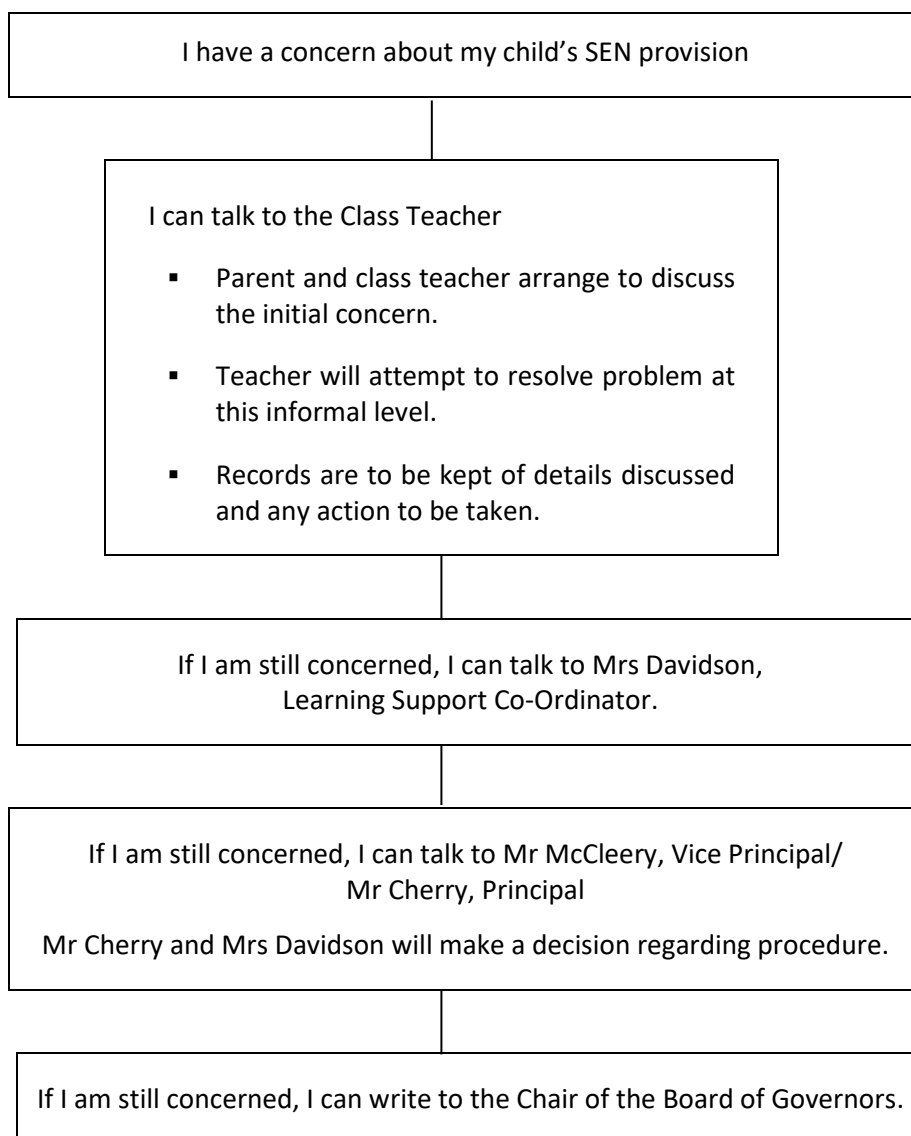 I have a concern about my child’s SEN provision
I can talk to the Class Teacher
▪ Parent and class teacher arrange to discuss
the initial concern.
▪ Teacher will attempt to resolve problem at
this informal level.
▪ Records are to be kept of details discussed
and any action to be taken.
If I am still concerned, I can talk to Mrs Davidson,
Learning Support Co-Ordinator.
If I am still concerned, I can talk to Mr McCleery, Vice Principal/
Mr Cherry, Principal
Mr Cherry and Mrs Davidson will make a decision regarding procedure.
If I am still concerned, I can write to the Chair of the Board of Governors.